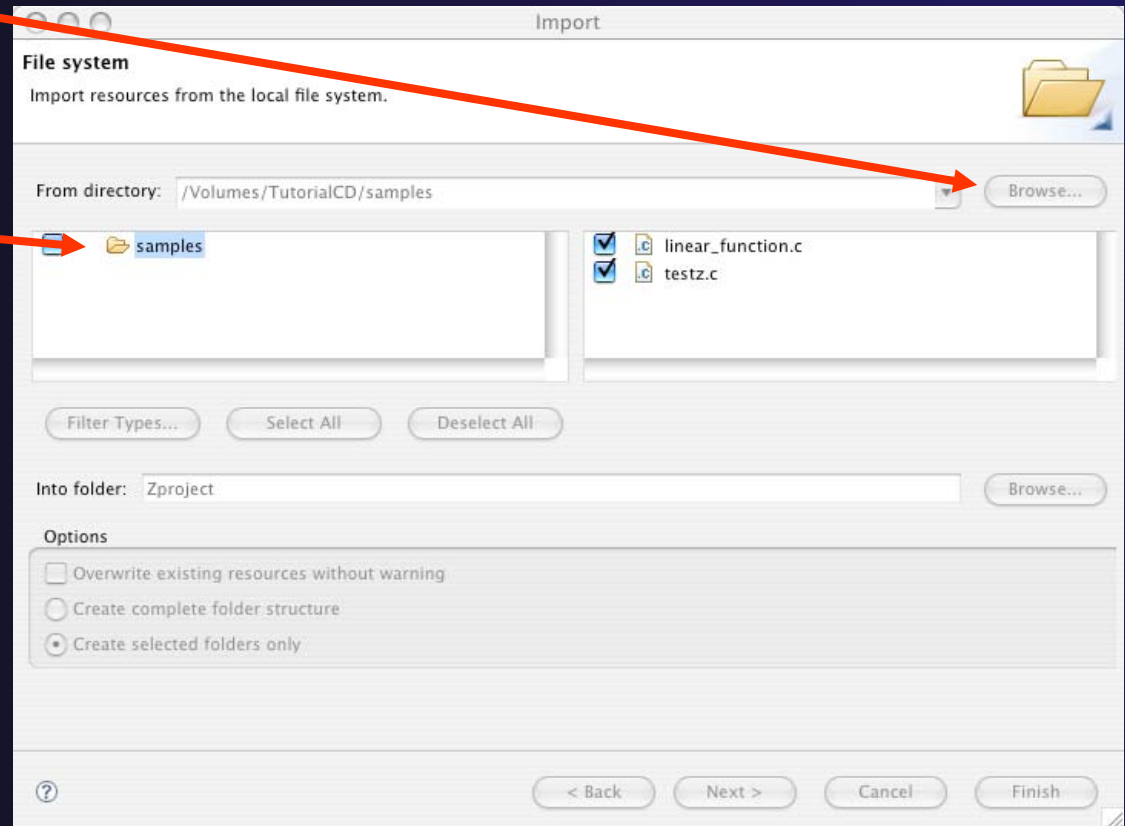 Import
File system
Import resources from the local file system.
From directory: /Volumes/TutorialCD/samples Browse...
samples
linear_function.c
testz.c
Filter Types... Select All Deselect All
Into folder: Zproject Browse...
Options
Overwrite existing resources without warning
Create complete folder structure
Create selected folders only
? < Back Next > Cancel Finish